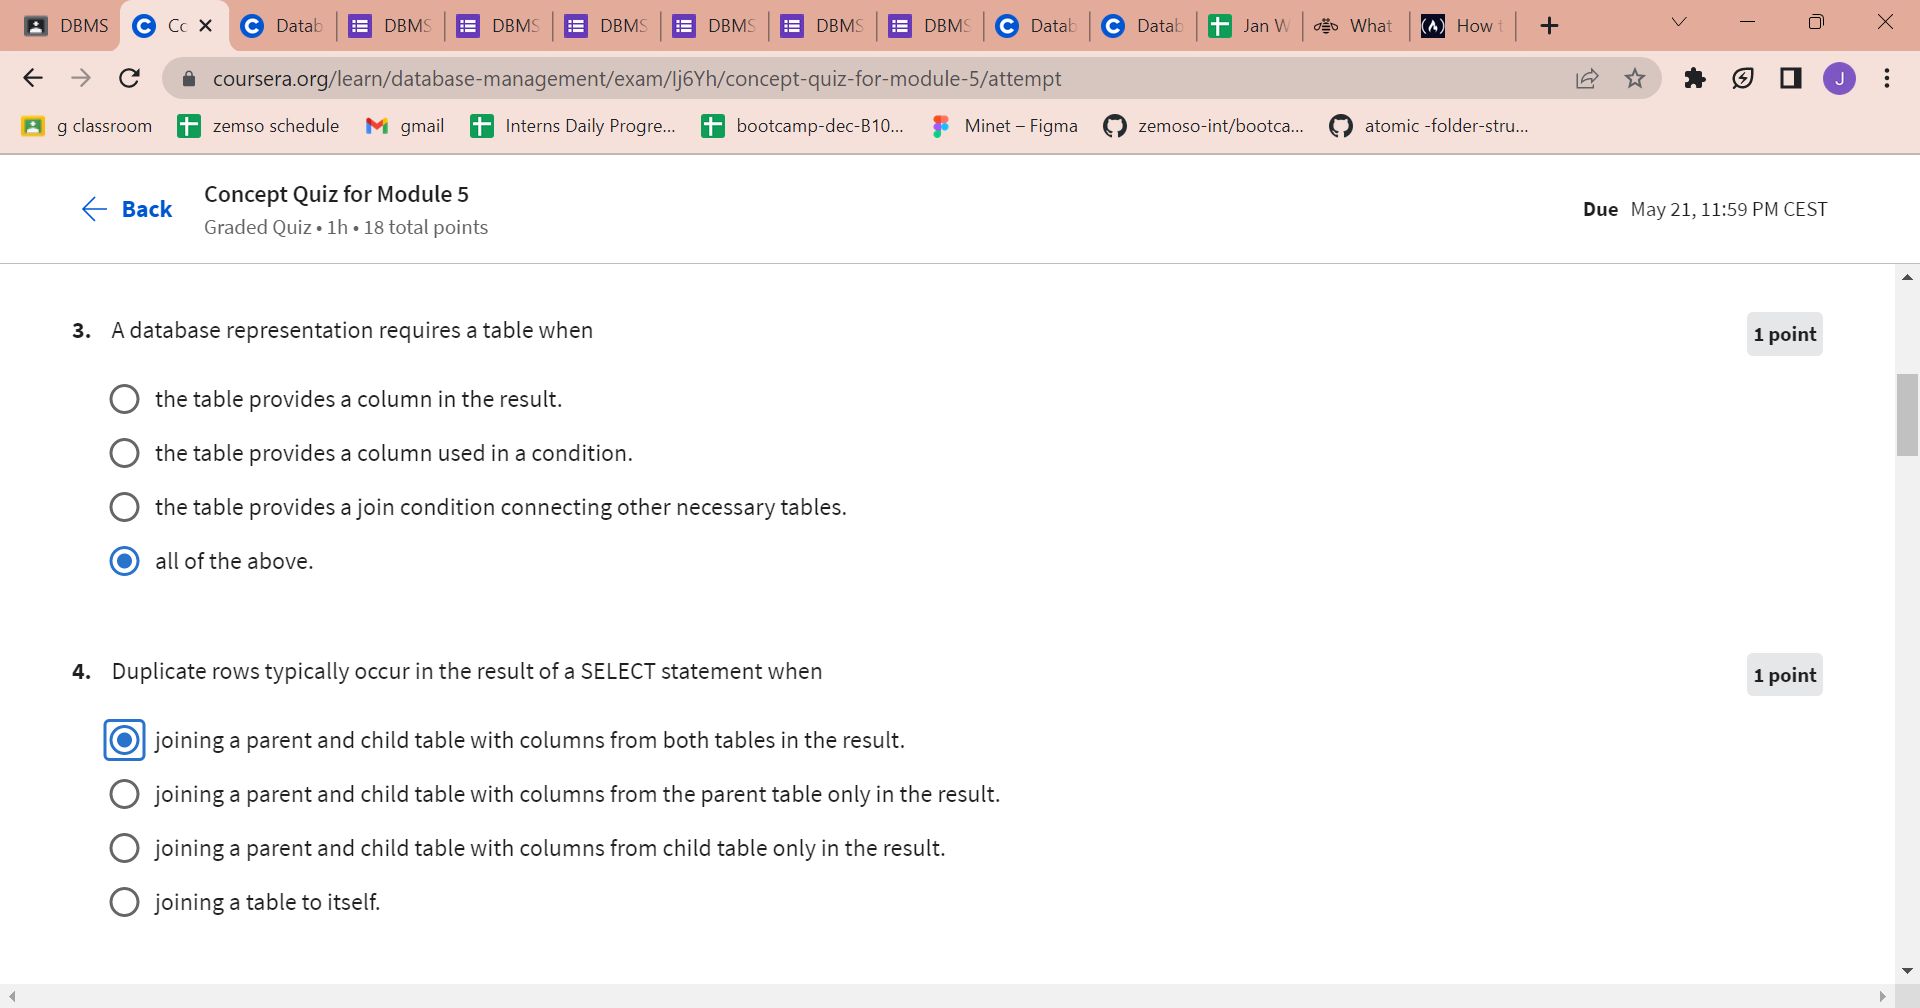 DBMS
Co
Datab
DBMS
DBMS
DBMS
DBMS
DBMS
DBMS
Datab
Datab
Jan W
What
How t
coursera.org/learn/database-management/exam/Ij6Yh/concept-quiz-for-module-5/attempt
J
g classroom
zemso schedule
gmail
Interns Daily Progre...
bootcamp-dec-B10...
Minet – Figma
zemoso-int/bootca...
atomic -folder-stru...
Back
Concept Quiz for Module 5
Graded Quiz • 1h • 18 total points
Due May 21, 11:59 PM CEST
3. A database representation requires a table when
1 point
the table provides a column in the result.
the table provides a column used in a condition.
the table provides a join condition connecting other necessary tables.
all of the above.
4. Duplicate rows typically occur in the result of a SELECT statement when
1 point
joining a parent and child table with columns from both tables in the result.
joining a parent and child table with columns from the parent table only in the result.
joining a parent and child table with columns from child table only in the result.
joining a table to itself.